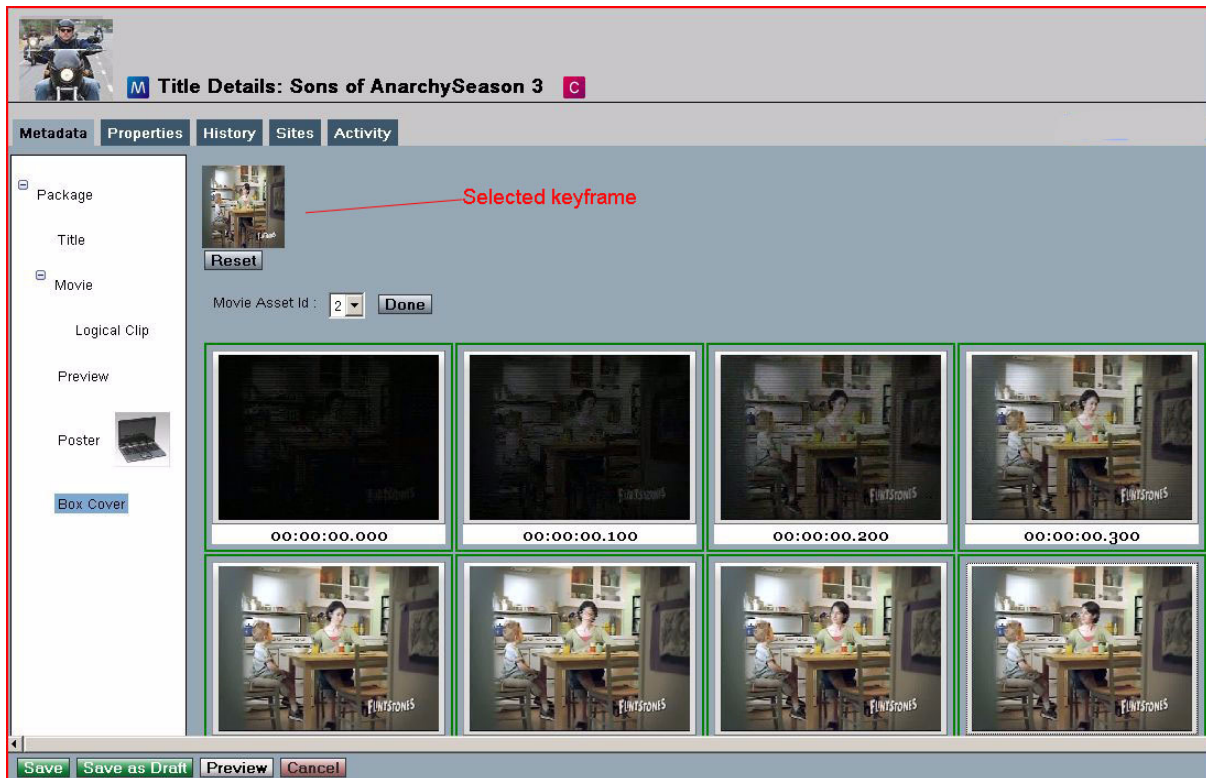 M Title Details: Sons of AnarchySeason 3 C
Metadata Properties History Sites Activity
Package
Title
Movie
Logical Clip
Preview
Poster
Box Cover
Selected keyframe
Reset
Movie Asset Id : 2 Done
FLINTSTONES
FLINTSTONES
FLINTSTONES
FLINTSTONES
00:00:00.000 00:00:00.100 00:00:00.200 00:00:00.300
FLINTSTONES FLINTSTONES FLINTSTONES FLINTSTONES
Save Save as Draft Preview Cancel